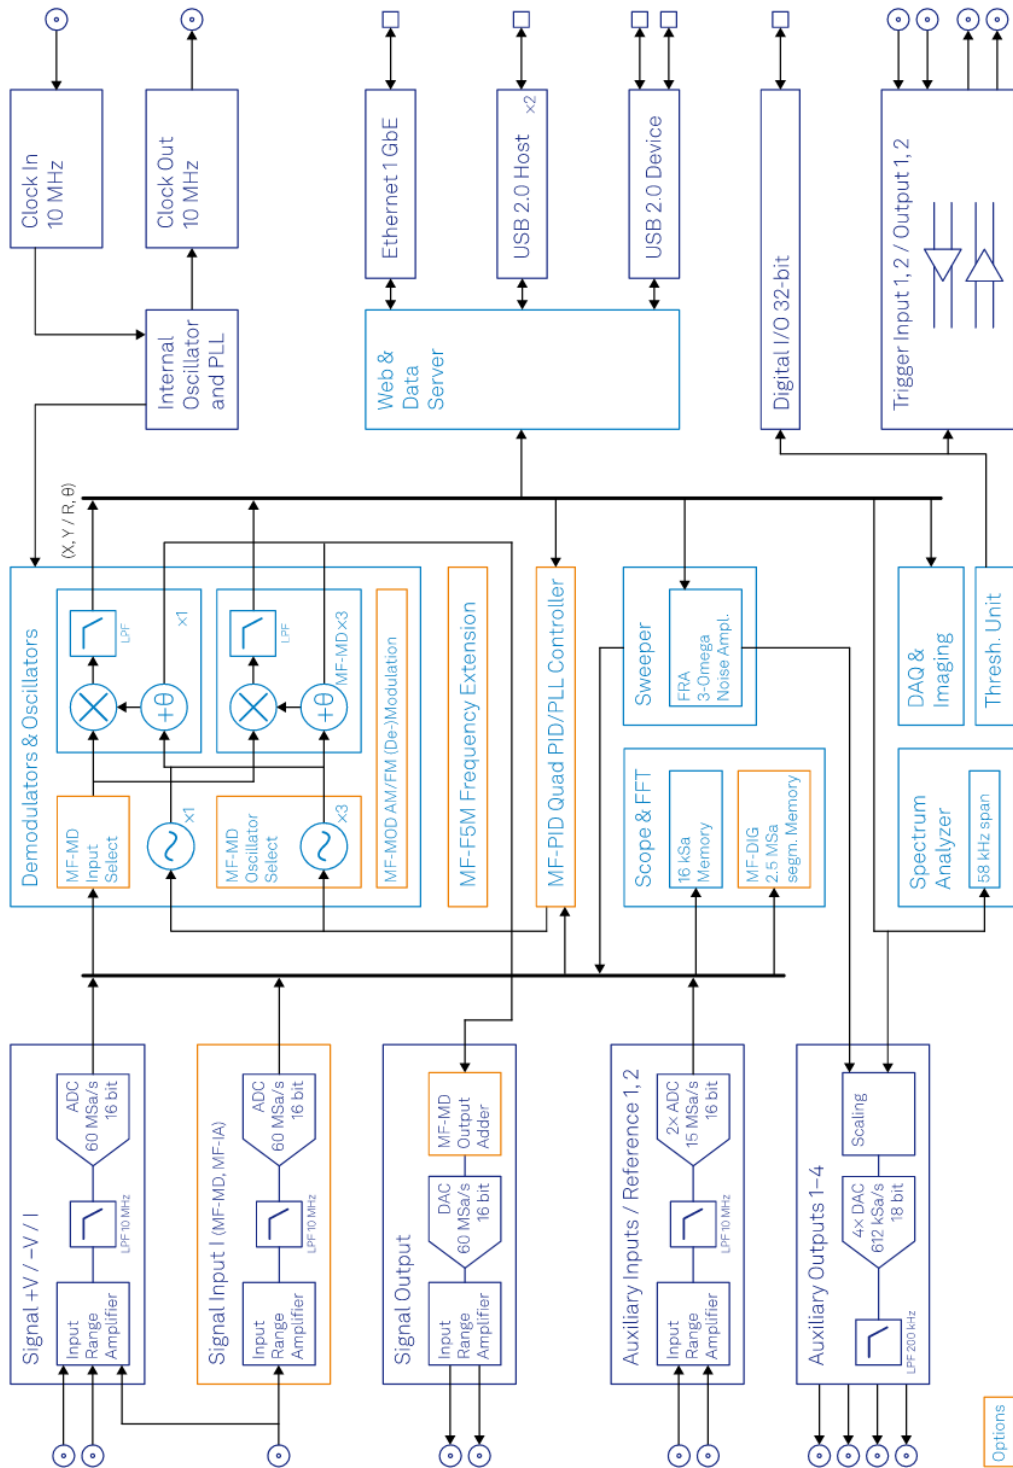 Signal +V / −V / I
Input
Range
Amplifier
LPF 10 MHz
ADC
60 MSa/s
16 bit
Signal Input I (MF-MD, MF-IA)
Input
Range
Amplifier
LPF 10 MHz
ADC
60 MSa/s
16 bit
Signal Output
Input
Range
Amplifier
DAC
60 MSa/s
16 bit
MF-MD
Output
Adder
Auxiliary Inputs / Reference 1, 2
Input
Range
Amplifier
LPF 10 MHz
2× ADC
15 MSa/s
16 bit
Auxiliary Outputs 1–4
LPF 200 kHz
4× DAC
612 kSa/s
18 bit
Scaling
Options
Demodulators & Oscillators
MF-MD
Input
Select
×1
+θ
LPF
×1
MF-MD
Oscillator
Select
×3
+θ
LPF
MF-MD ×3
MF-MOD AM/FM (De-)Modulation
MF-F5M Frequency Extension
MF-PID Quad PID/PLL Controller
Scope & FFT
16 kSa
Memory
MF-DIG
2.5 MSa
segm. Memory
Sweeper
FRA
3-Omega
Noise Ampl.
Spectrum
Analyzer
58 kHz span
DAQ &
Imaging
Thresh. Unit
(X, Y / R, θ)
Internal
Oscillator
and PLL
Clock In
10 MHz
Clock Out
10 MHz
Web &
Data
Server
Ethernet 1 GbE
USB 2.0 Host
×2
USB 2.0 Device
Digital I/O 32-bit
Trigger Input 1, 2 / Output 1, 2